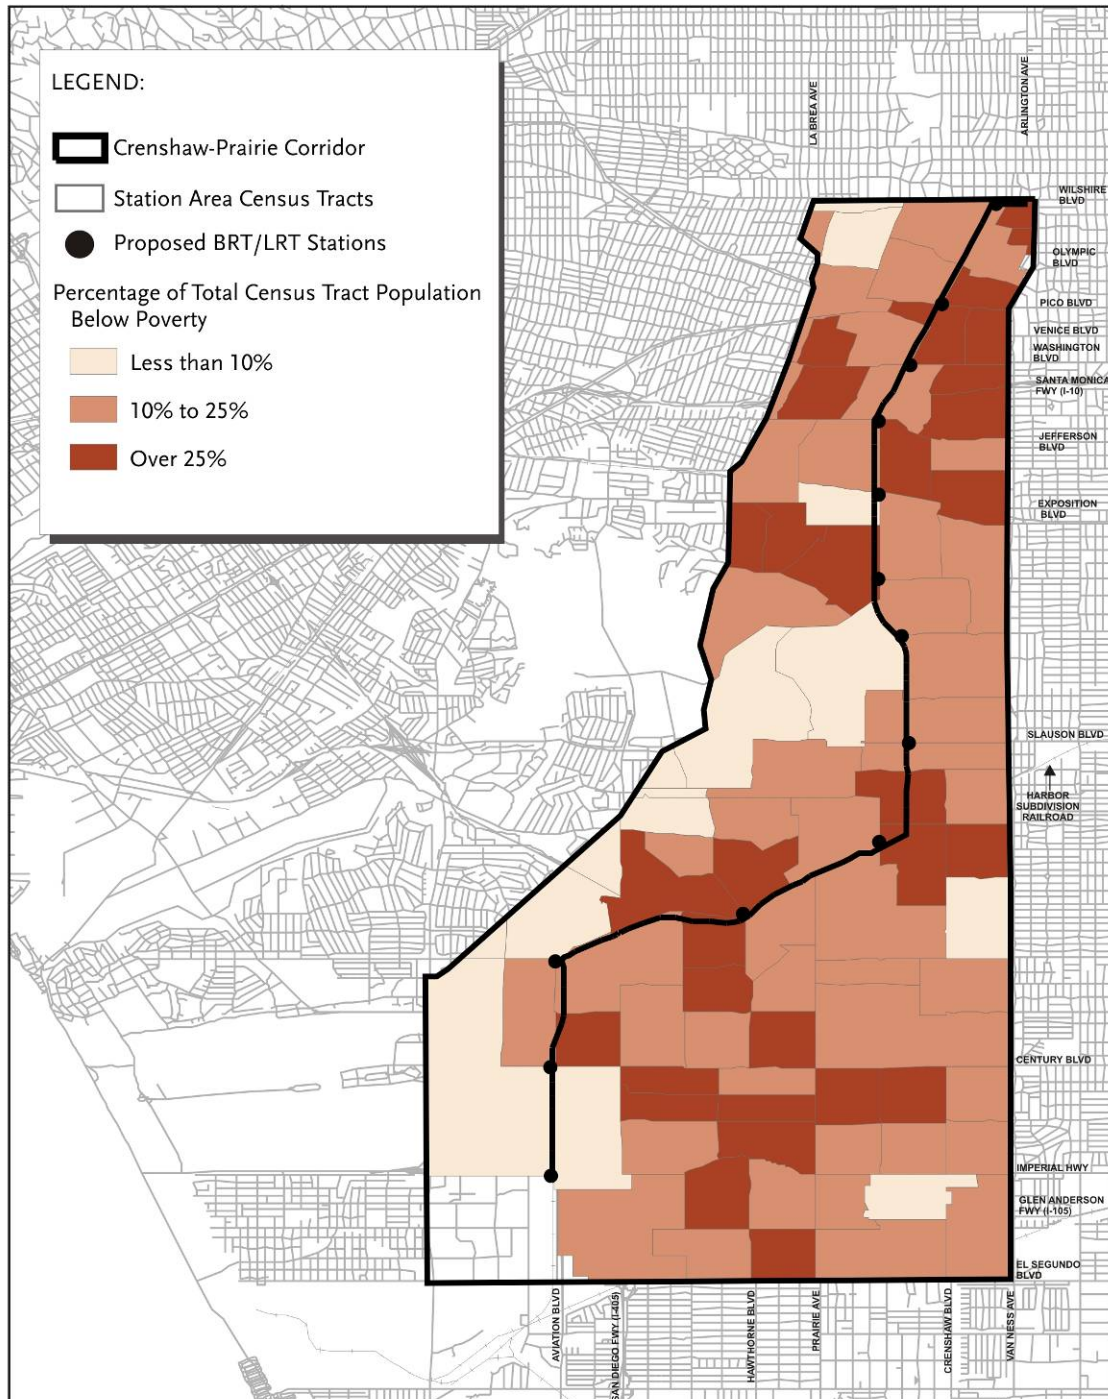 LEGEND:
Crenshaw-Prairie Corridor
Station Area Census Tracts
Proposed BRT/LRT Stations
Percentage of Total Census Tract Population
Below Poverty
Less than 10%
10% to 25%
Over 25%
LA BREA AVE
ARLINGTON AVE
WILSHIRE
BLVD
OLYMPIC
BLVD
PICO BLVD
VENICE BLVD
WASHINGTON
BLVD
SANTA MONICA
FWY (I-10)
JEFFERSON
BLVD
EXPOSITION
BLVD
SLAUSON BLVD
HARBOR
SUBDIVISION
RAILROAD
CENTURY BLVD
IMPERIAL HWY
GLEN ANDERSON
FWY (I-105)
EL SEGUNDO
BLVD
AVIATION BLVD
SAN DIEGO FWY (I-405)
HAWTHORNE BLVD
PRAIRIE AVE
CRENSHAW BLVD
VAN NESS AVE